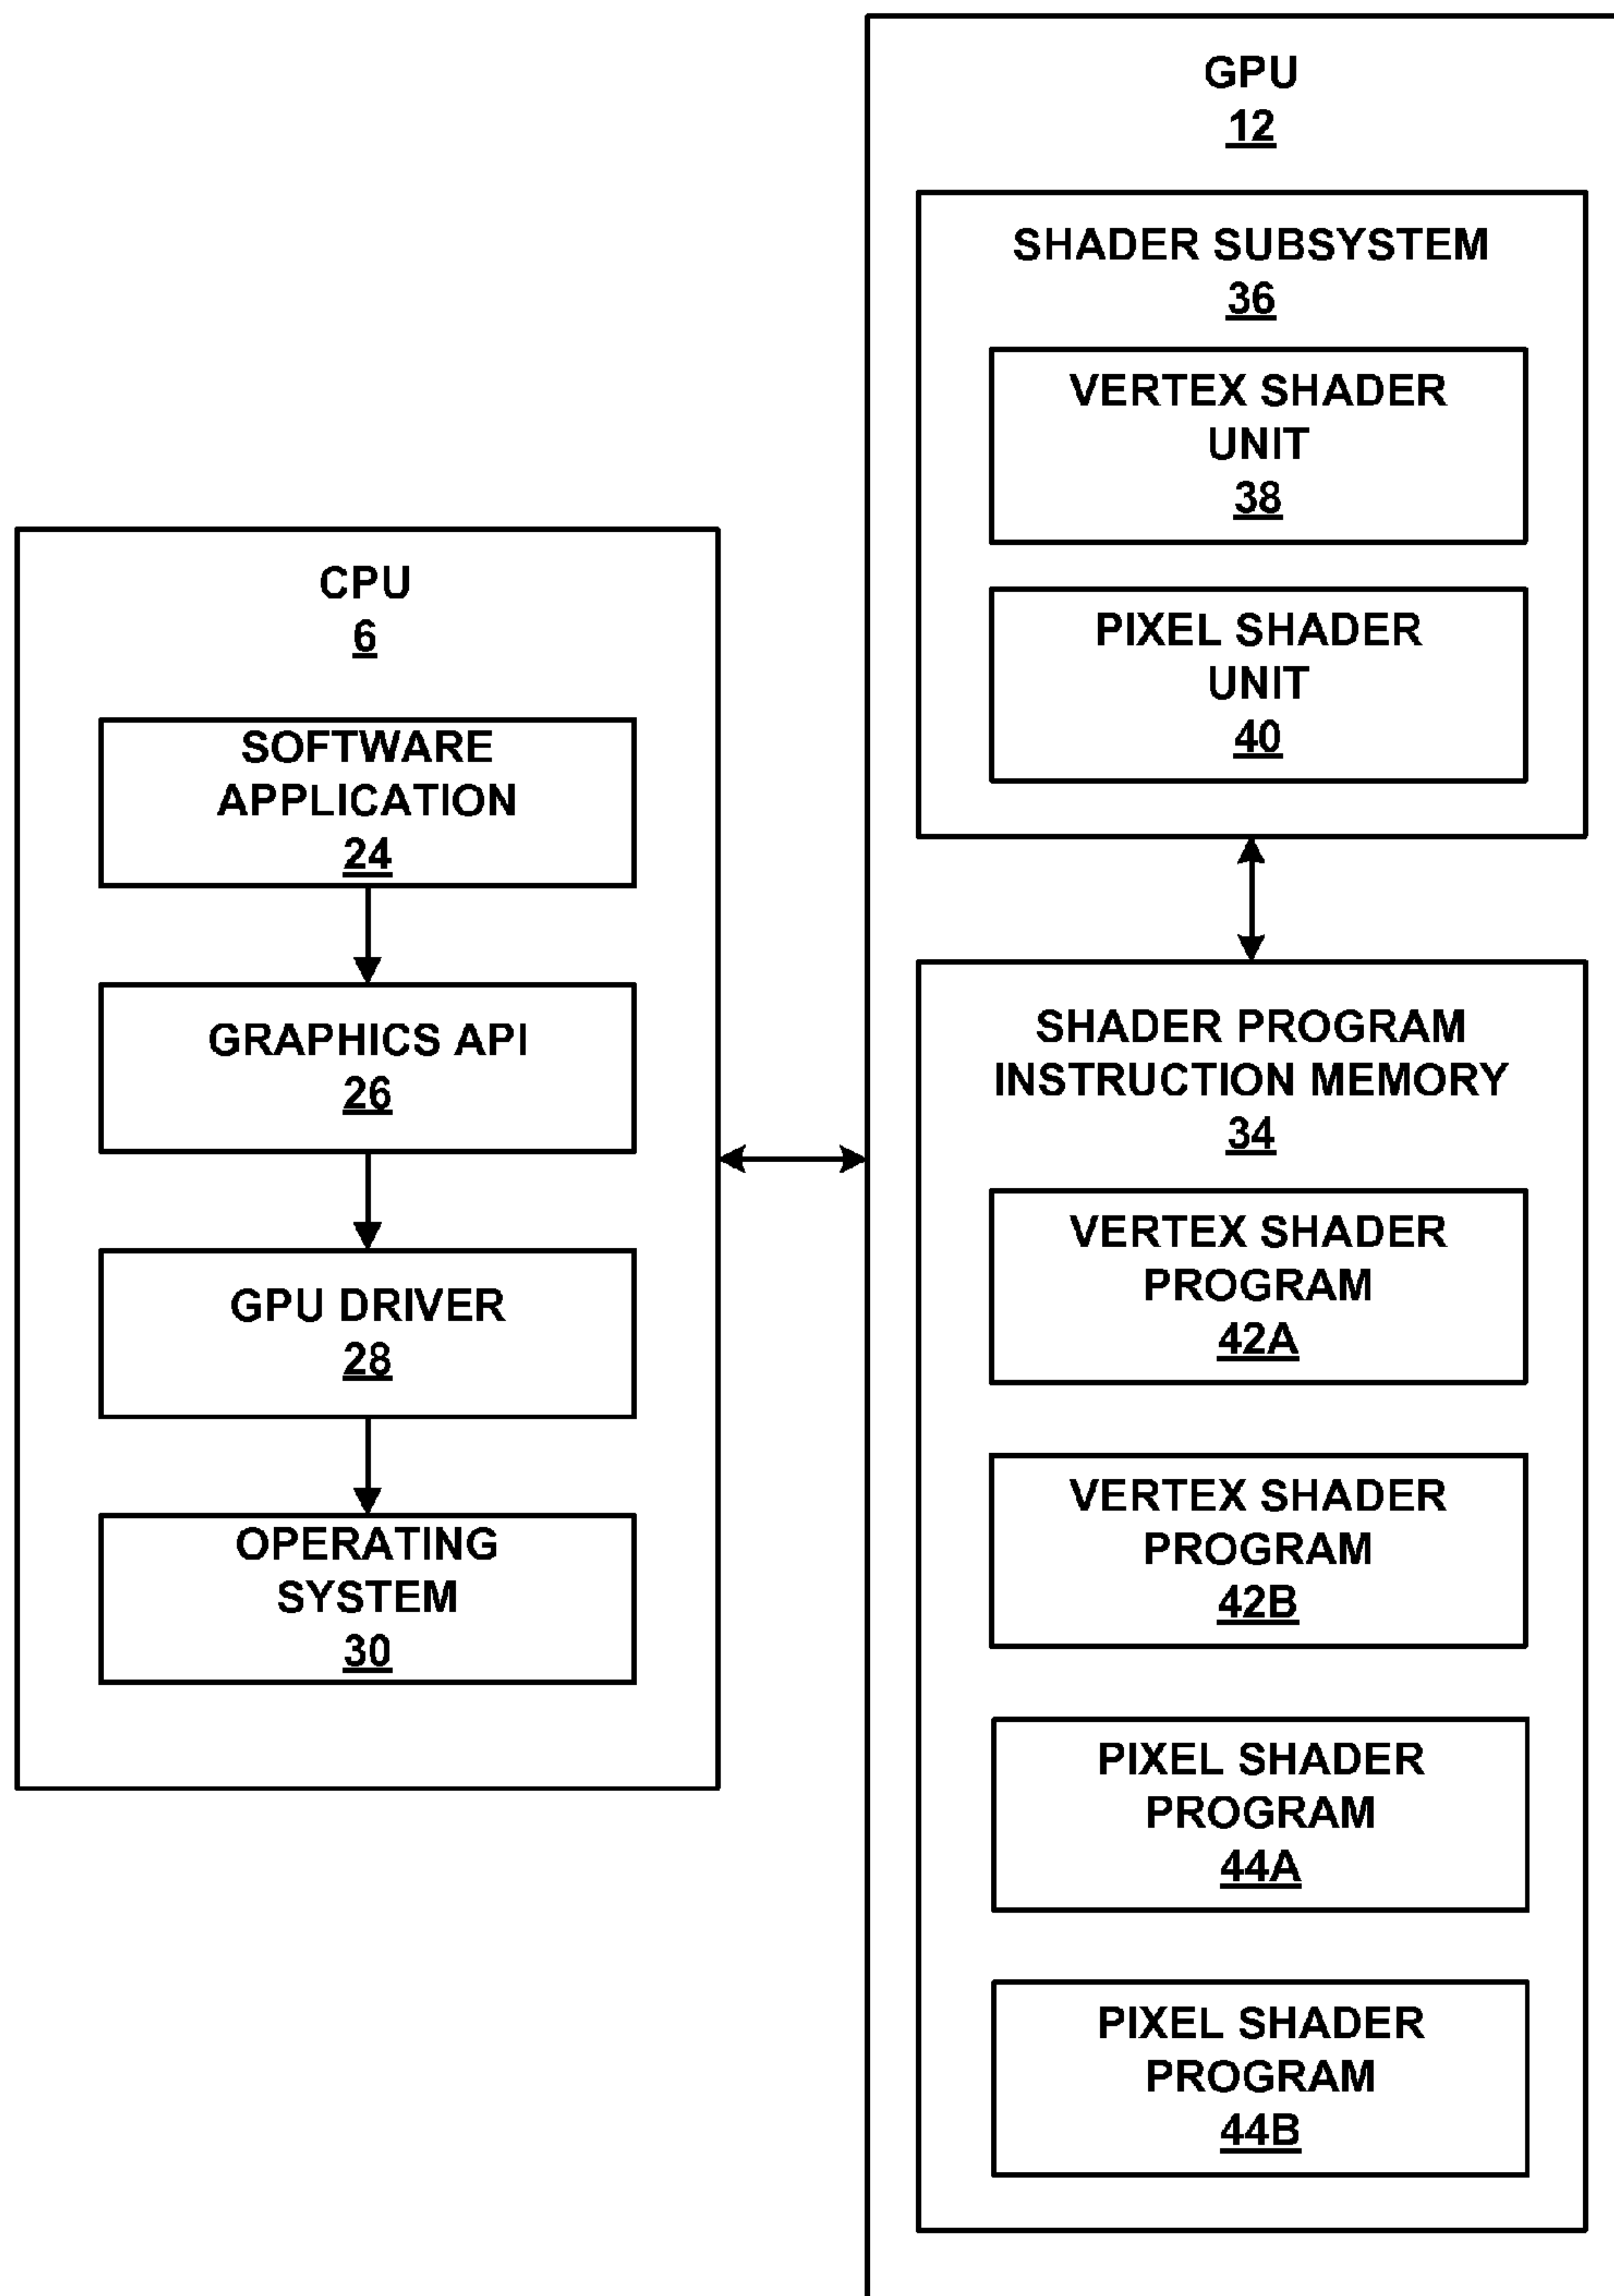 CPU
6
SOFTWARE
APPLICATION
24
GRAPHICS API
26
GPU DRIVER
28
OPERATING
SYSTEM
30
GPU
12
SHADER SUBSYSTEM
36
VERTEX SHADER
UNIT
38
PIXEL SHADER
UNIT
40
SHADER PROGRAM
INSTRUCTION MEMORY
34
VERTEX SHADER
PROGRAM
42A
VERTEX SHADER
PROGRAM
42B
PIXEL SHADER
PROGRAM
44A
PIXEL SHADER
PROGRAM
44B